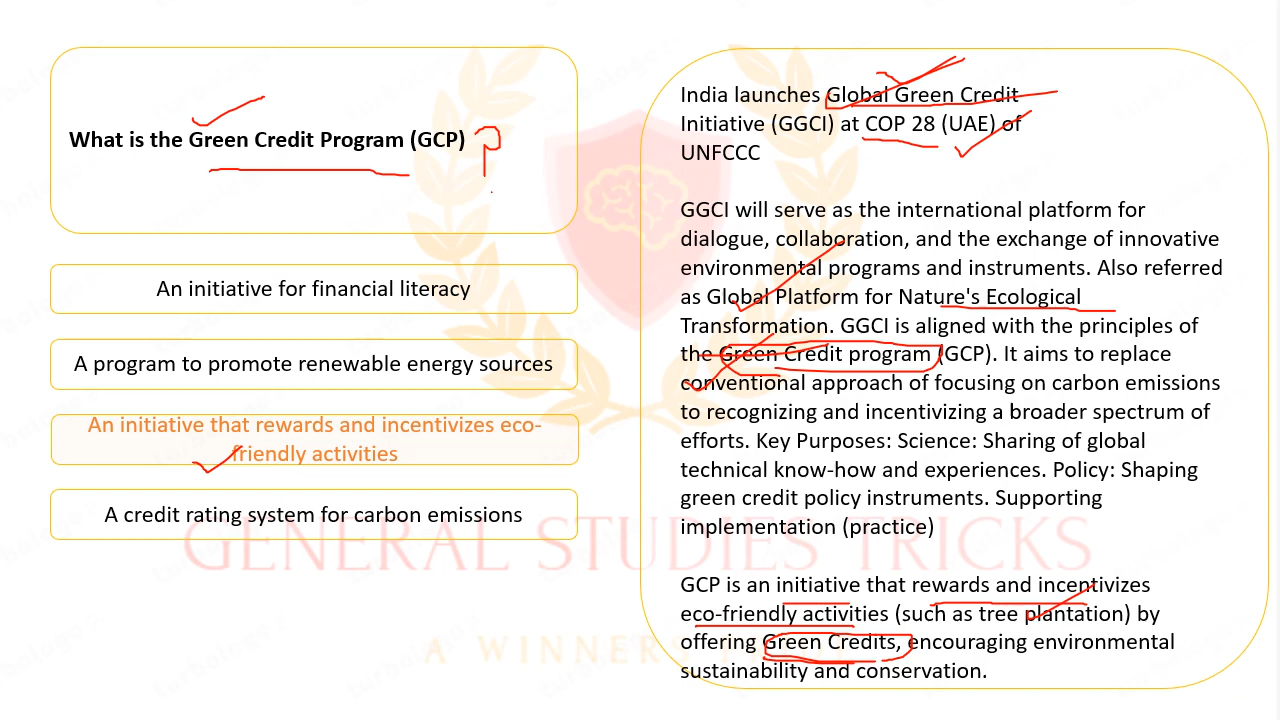 What is the Green Credit Program (GCP) ?
An initiative for financial literacy
A program to promote renewable energy sources
An initiative that rewards and incentivizes eco-
friendly activities
A credit rating system for carbon emissions
India launches Global Green Credit
Initiative (GGCI) at COP 28 (UAE) of
UNFCCC
GGCI will serve as the international platform for
dialogue, collaboration, and the exchange of innovative
environmental programs and instruments. Also referred
as Global Platform for Nature's Ecological
Transformation. GGCI is aligned with the principles of
the Green Credit program (GCP). It aims to replace
conventional approach of focusing on carbon emissions
to recognizing and incentivizing a broader spectrum of
efforts. Key Purposes: Science: Sharing of global
technical know-how and experiences. Policy: Shaping
green credit policy instruments. Supporting
implementation (practice)
GCP is an initiative that rewards and incentivizes
eco-friendly activities (such as tree plantation) by
offering Green Credits, encouraging environmental
sustainability and conservation.
GENERAL STUDIES TRICKS
A WINNERS